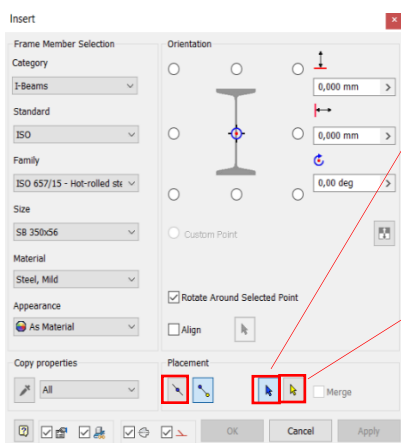 Insert
Frame Member Selection
Category
I-Beams
Standard
ISO
Family
ISO 657/15 - Hot-rolled ste
Size
SB 350x56
Material
Steel, Mild
Appearance
As Material
Orientation
0,000 mm
0,000 mm
0,00 deg
Custom Point
Rotate Around Selected Point
Align
Copy properties
All
Placement
Merge
OK
Cancel
Apply